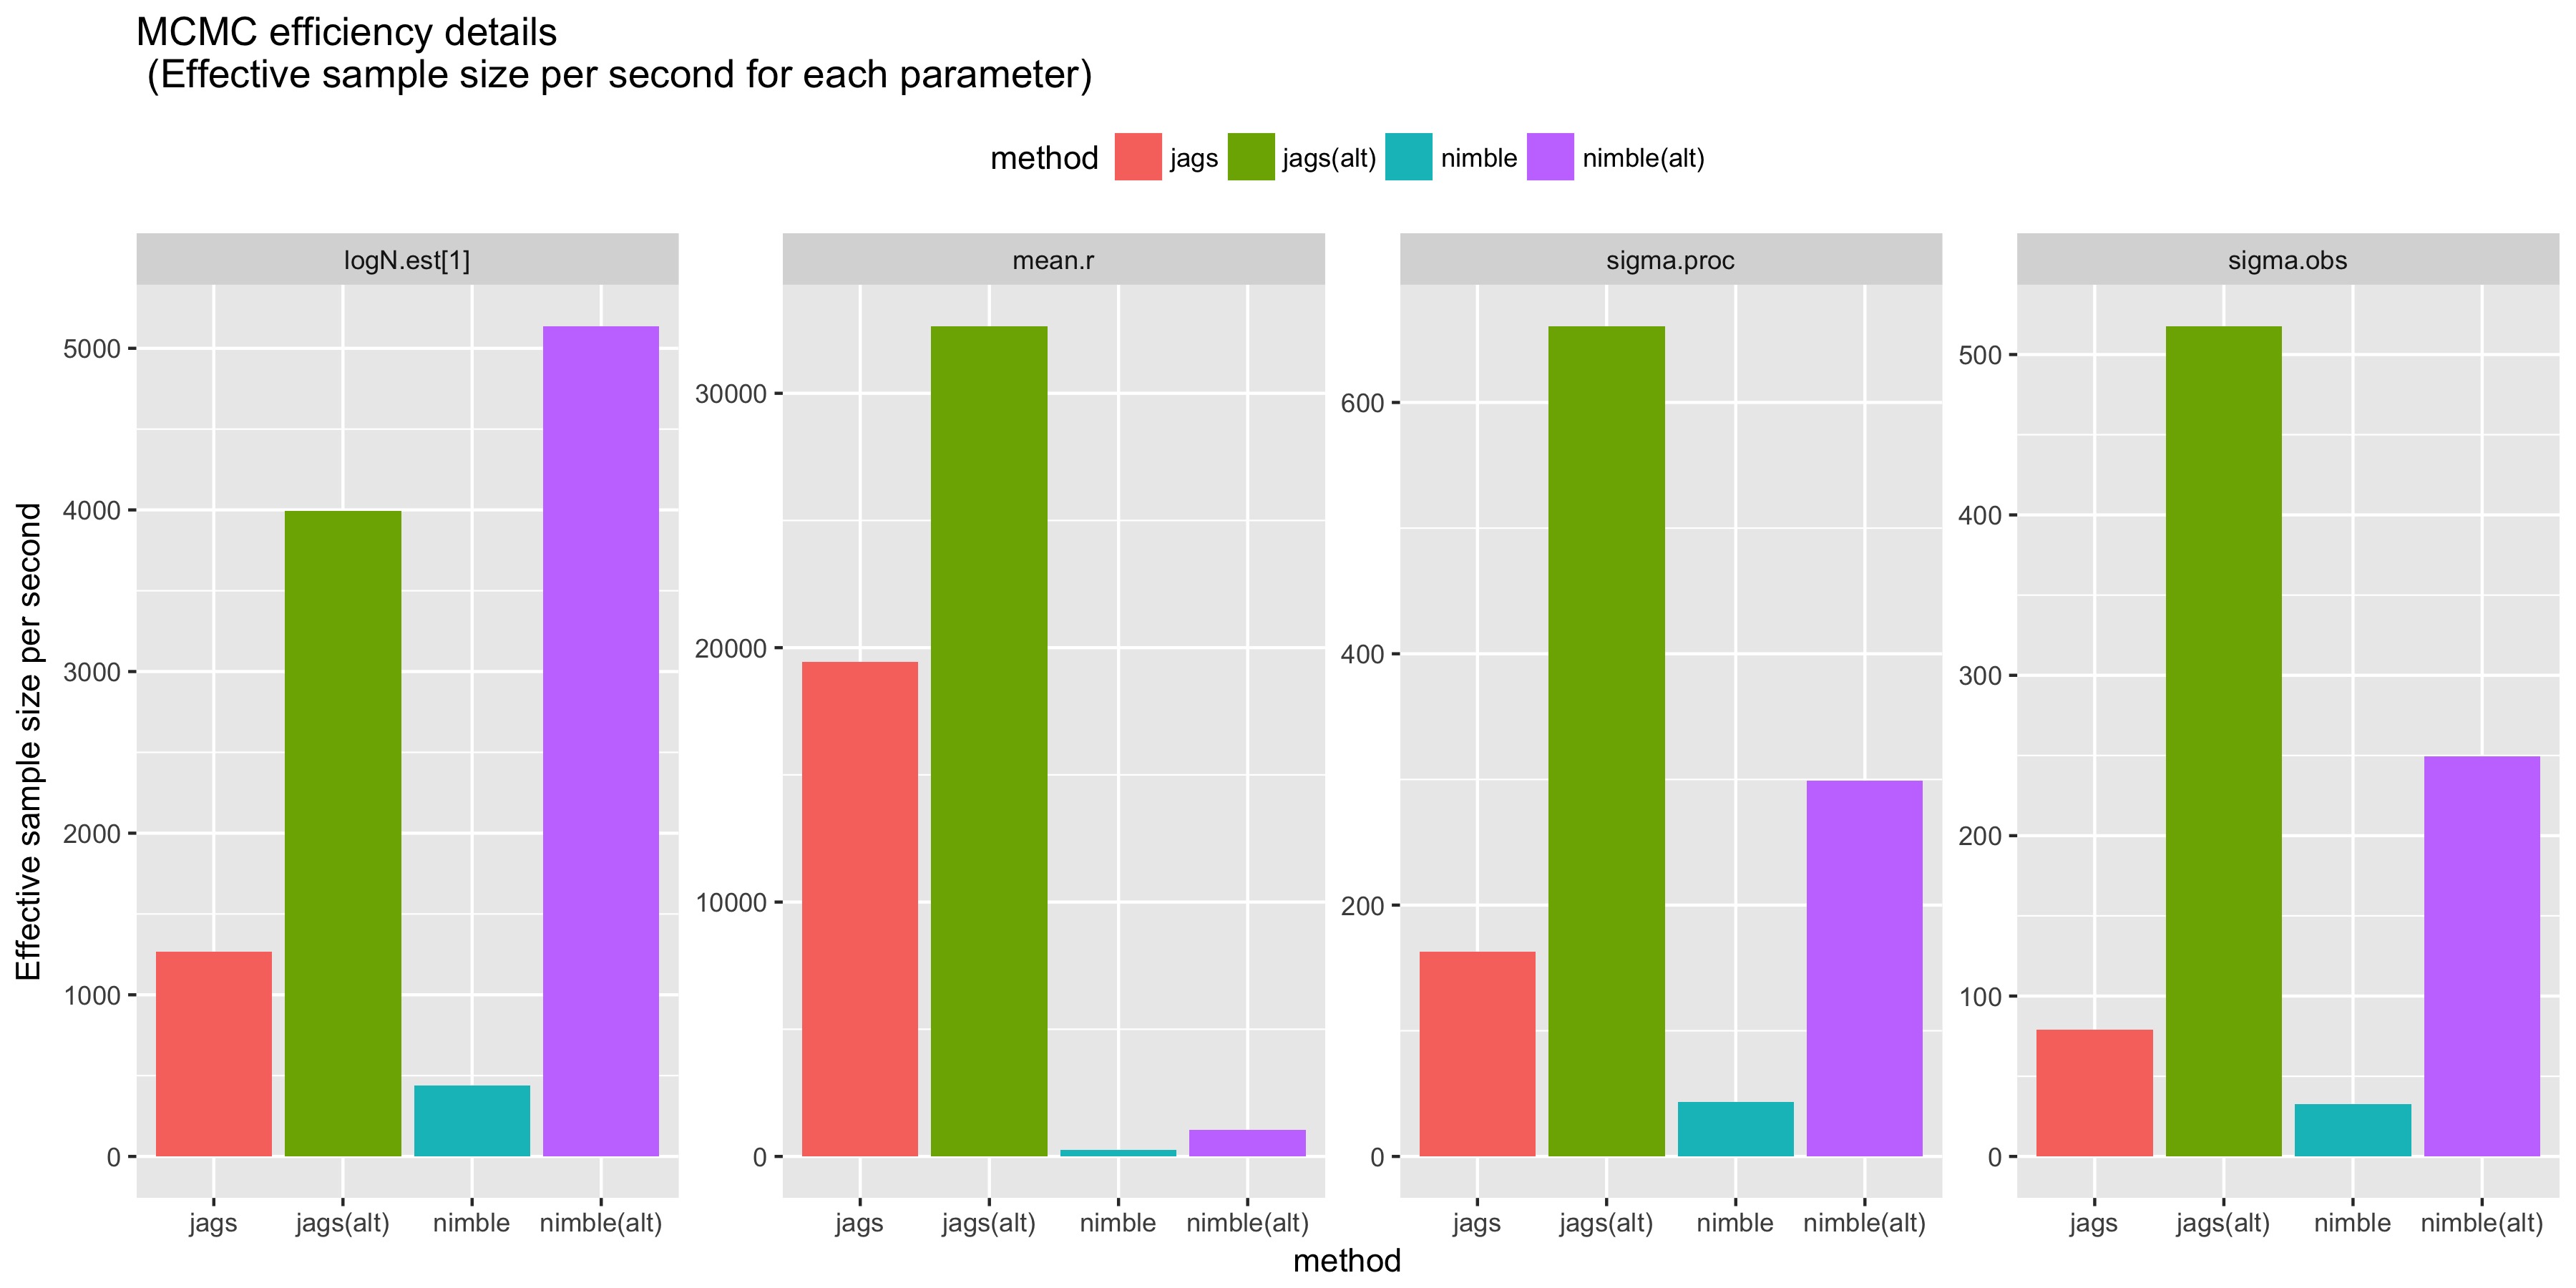 MCMC efficiency details
(Effective sample size per second for each parameter)
method jags jags(alt) nimble nimble(alt)
Effective sample size per second
logN.est[1]
5000
4000
3000
2000
1000
0
jags jags(alt) nimble nimble(alt)
mean.r
30000
20000
10000
0
jags jags(alt) nimble nimble(alt)
sigma.proc
600
400
200
0
jags jags(alt) nimble nimble(alt)
sigma.obs
500
400
300
200
100
0
jags jags(alt) nimble nimble(alt)
method